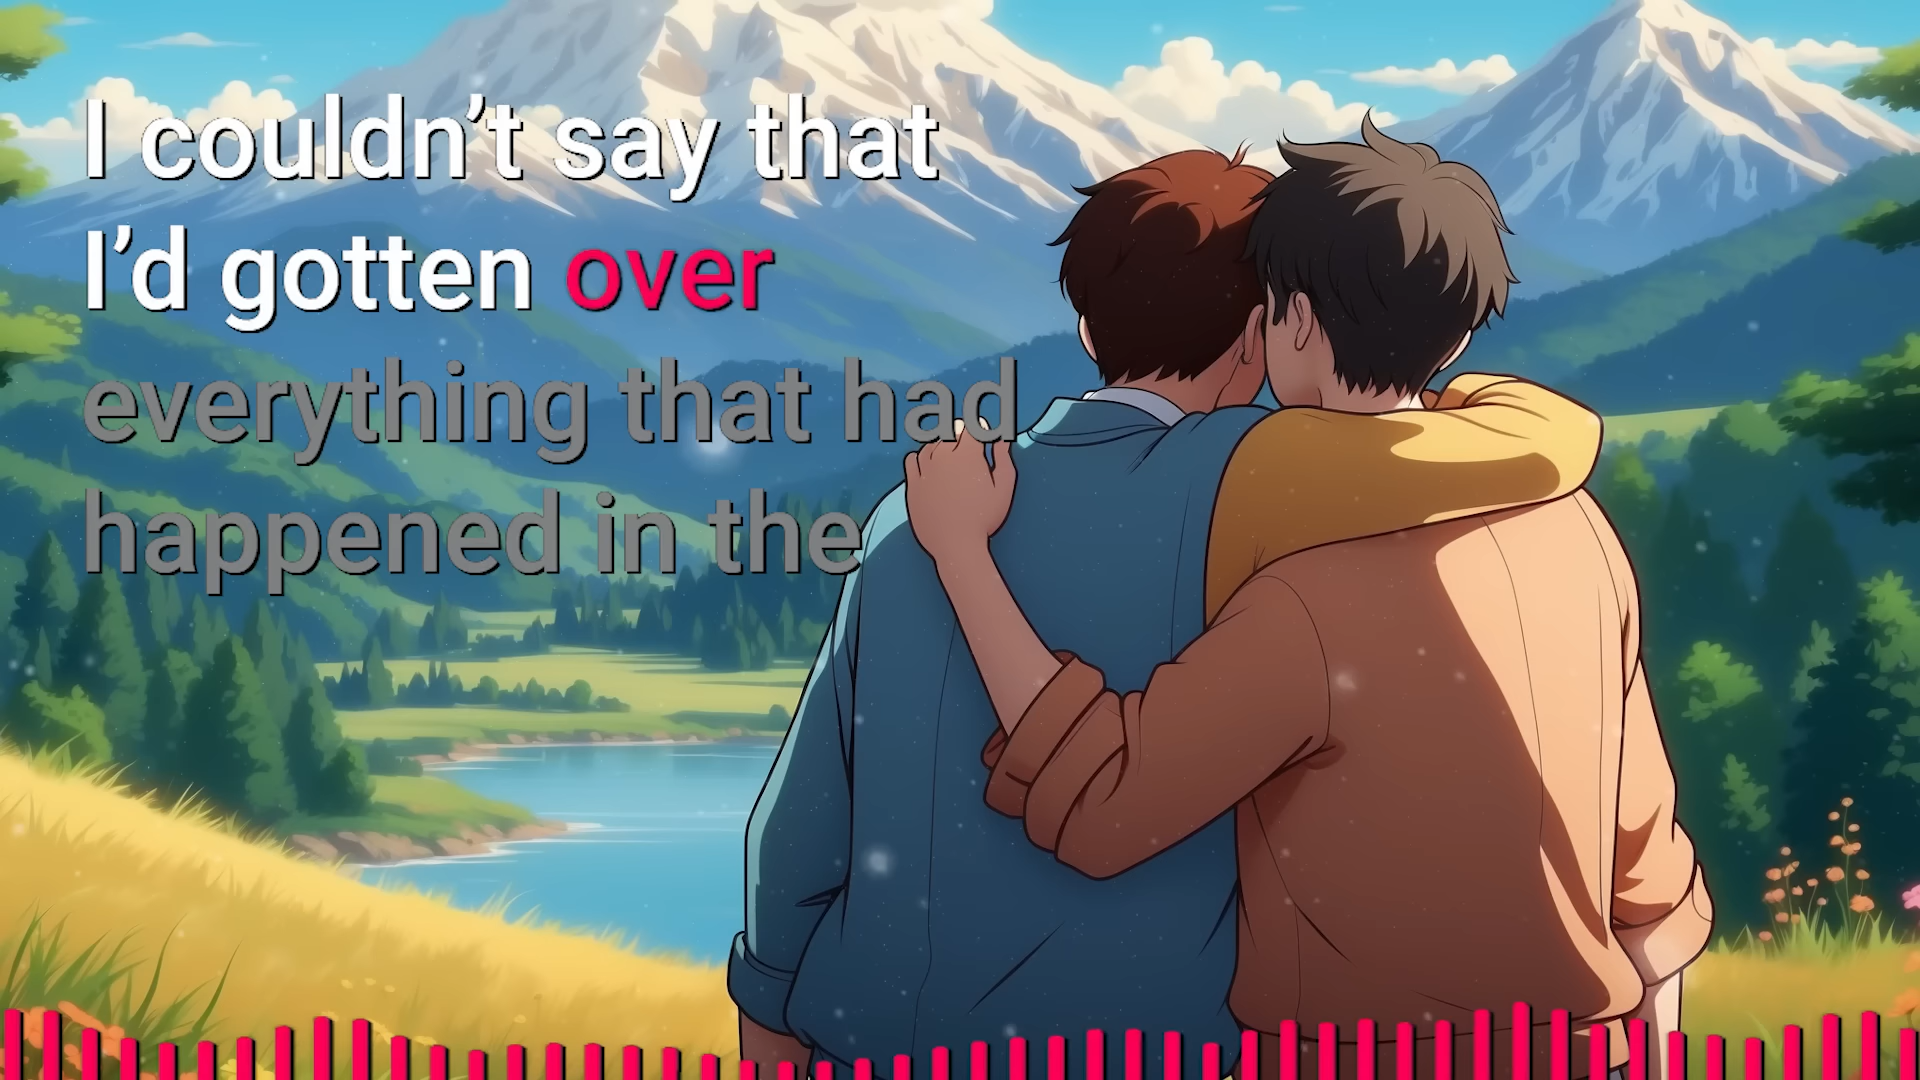 I couldn’t say that
I’d gotten over
everything that had
happened in the